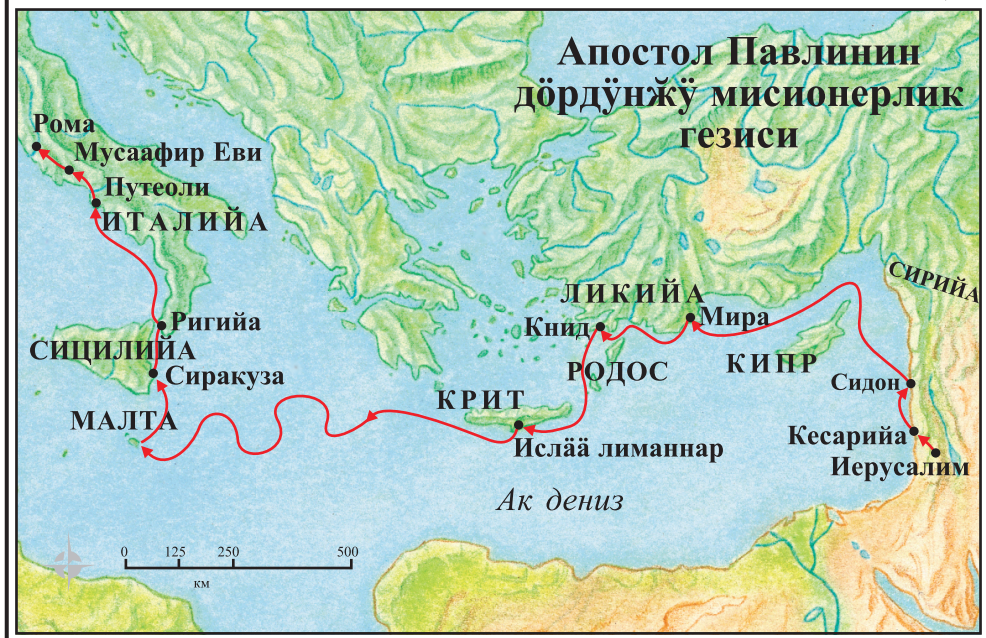 Апостол Павлинин
дӧрдӱнжӱ мисионерлик
гезиси
Рома
Мусаафир Еви
Путеоли
ИТАЛИЙА
СИРИЙА
ЛИКИЙА
Ригийа
Книд
Мира
СИЦИЛИЙА
КИПР
РОДОС
Сиракуза
Сидон
КРИТ
МАЛТА
Кесарийа
Ислӓӓ лиманнар
Иерусалим
Ак дениз
0 125 250 500
км